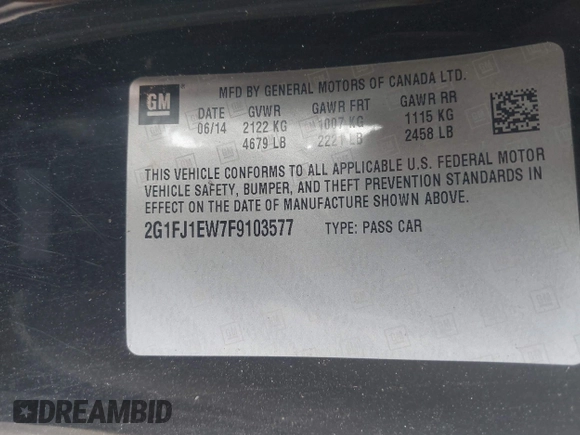 MFD BY GENERAL MOTORS OF CANADA LTD.
GM
DATE GVWR GAWR FRT GAWR RR
06/14 2122 KG 1007 KG 1115 KG
4679 LB 2221 LB 2458 LB
THIS VEHICLE CONFORMS TO ALL APPLICABLE U.S. FEDERAL MOTOR
VEHICLE SAFETY, BUMPER, AND THEFT PREVENTION STANDARDS IN
EFFECT ON THE DATE OF MANUFACTURE SHOWN ABOVE.
2G1FJ1EW7F9103577 TYPE: PASS CAR
DREAMBID